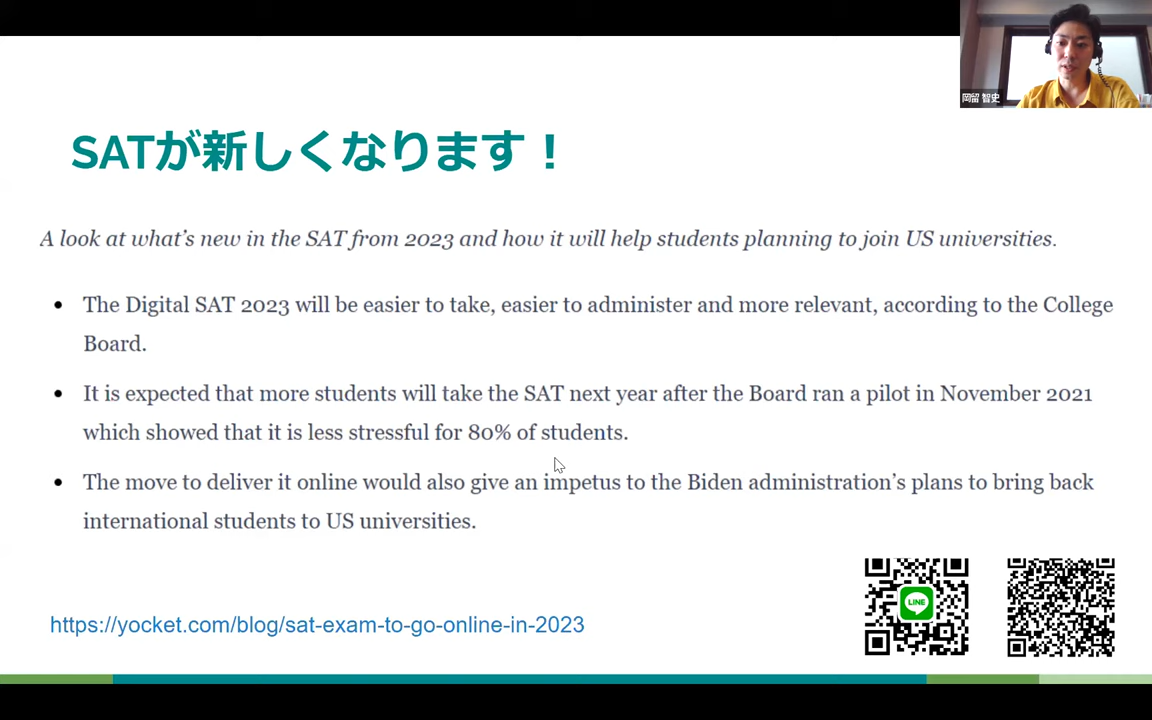 岡留 智史
SATが新しくなります！
A look at what's new in the SAT from 2023 and how it will help students planning to join US universities.
• The Digital SAT 2023 will be easier to take, easier to administer and more relevant, according to the College
Board.
• It is expected that more students will take the SAT next year after the Board ran a pilot in November 2021
which showed that it is less stressful for 80% of students.
• The move to deliver it online would also give an impetus to the Biden administration's plans to bring back
international students to US universities.
LINE
https://yocket.com/blog/sat-exam-to-go-online-in-2023